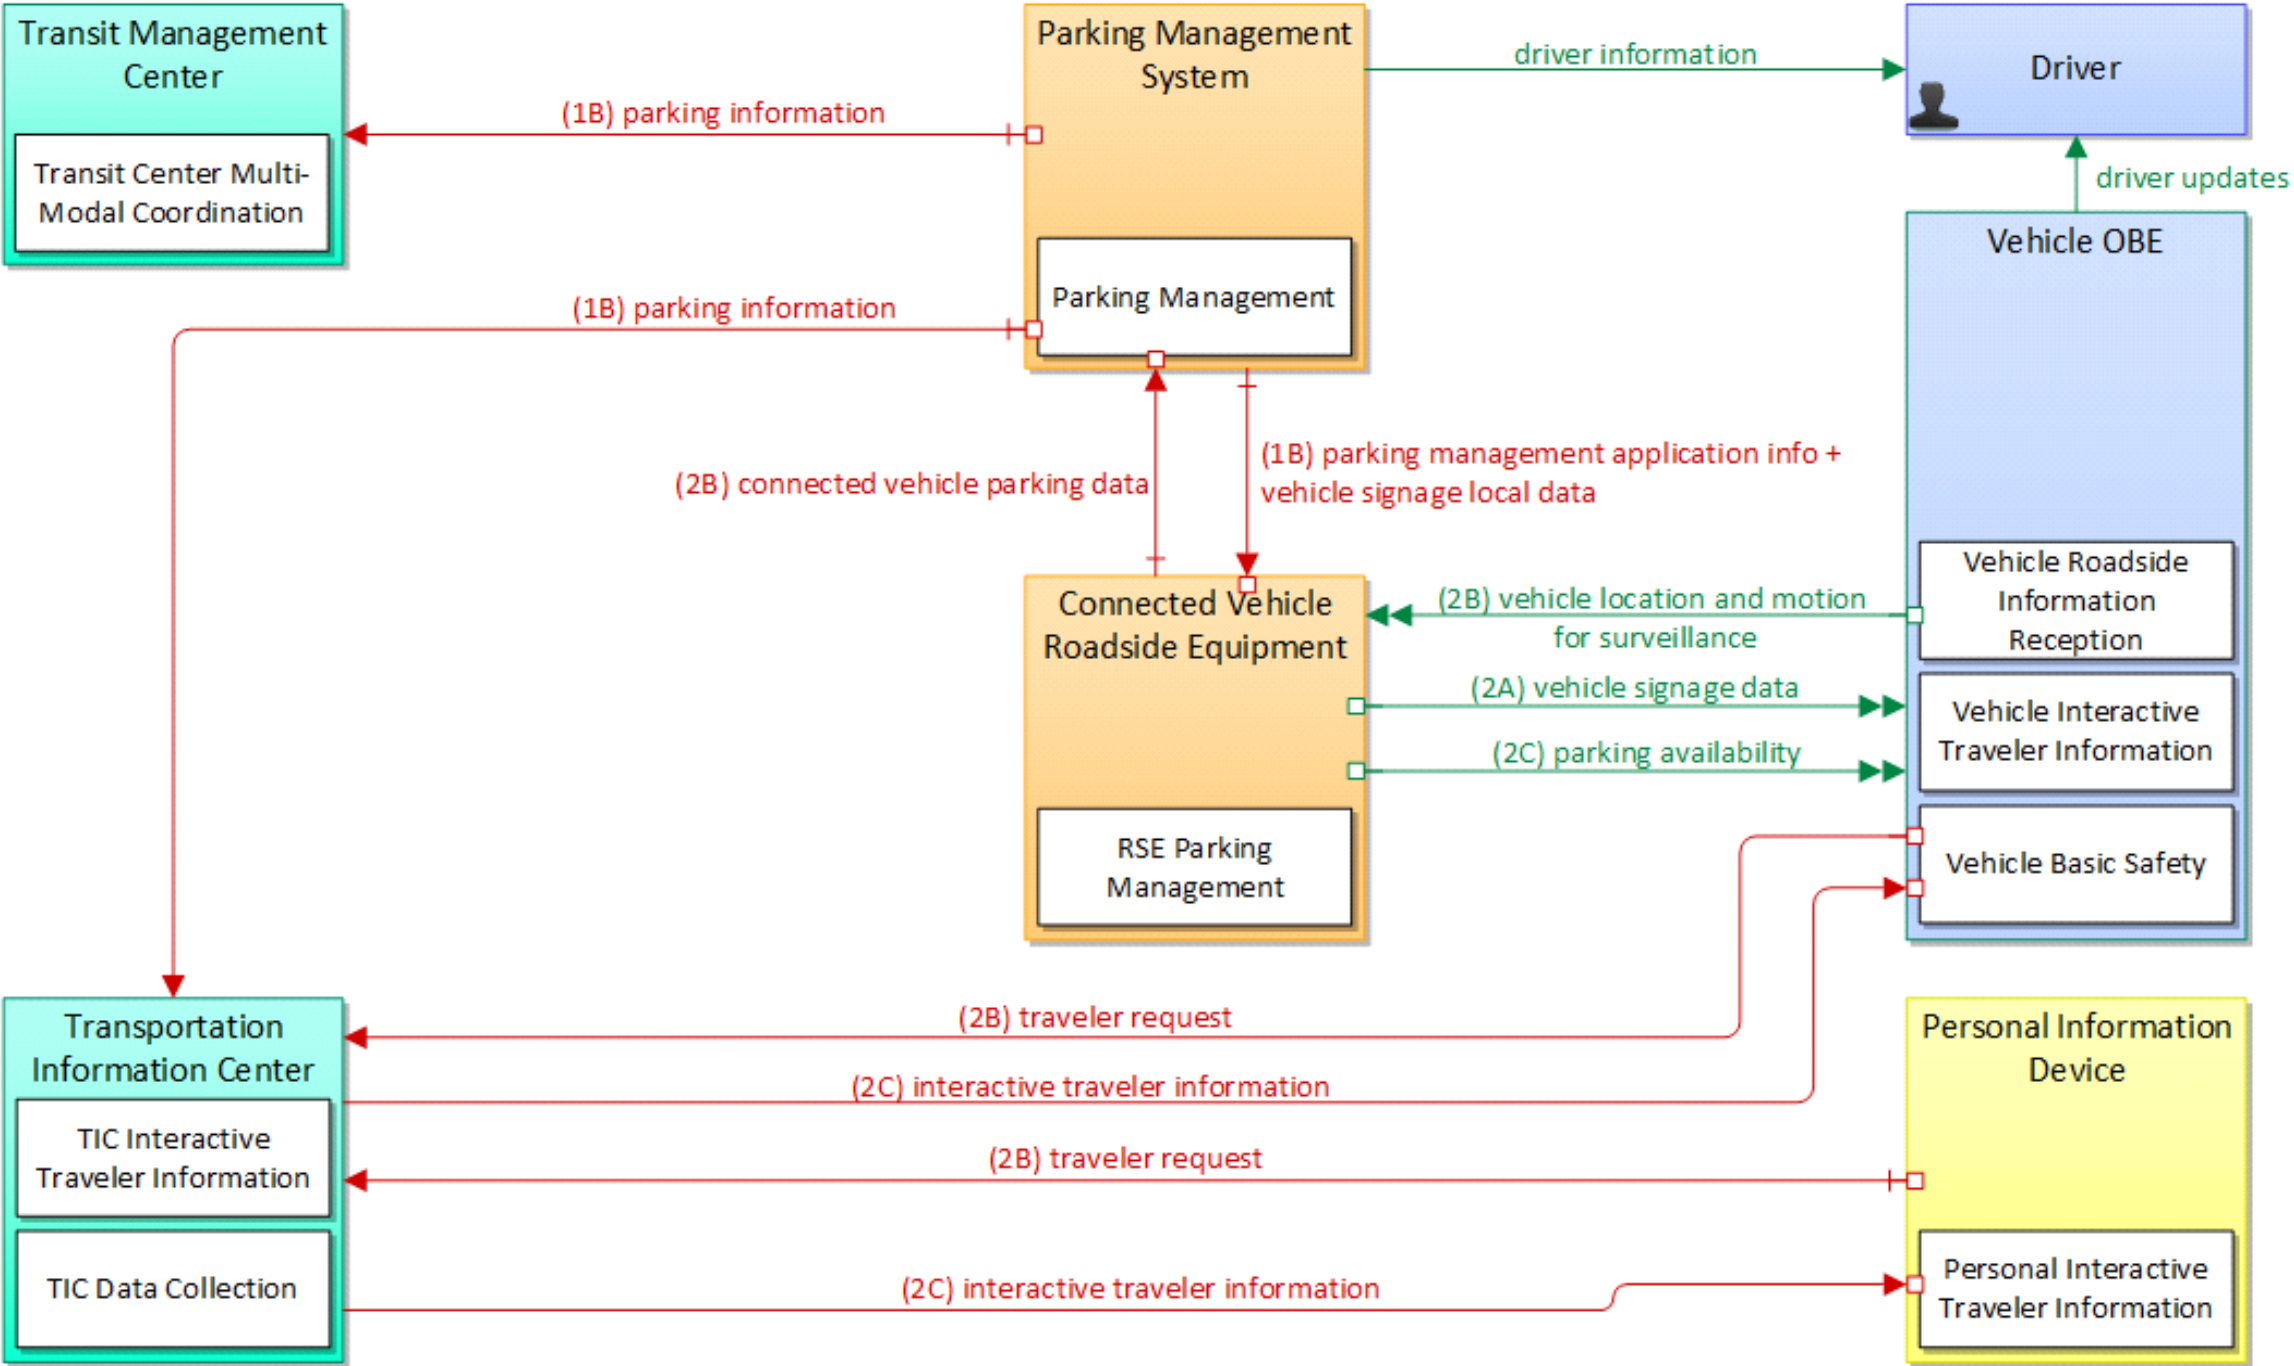 Transit Management
Center
Transit Center Multi-
Modal Coordination
(1B) parking information
Parking Management
System
Parking Management
driver information
Driver
driver updates
(1B) parking information
(2B) connected vehicle parking data
(1B) parking management application info +
vehicle signage local data
Vehicle OBE
Vehicle Roadside
Information
Reception
Vehicle Interactive
Traveler Information
Vehicle Basic Safety
Connected Vehicle
Roadside Equipment
RSE Parking
Management
(2B) vehicle location and motion
for surveillance
(2A) vehicle signage data
(2C) parking availability
Transportation
Information Center
TIC Interactive
Traveler Information
TIC Data Collection
(2B) traveler request
(2C) interactive traveler information
(2B) traveler request
(2C) interactive traveler information
Personal Information
Device
Personal Interactive
Traveler Information